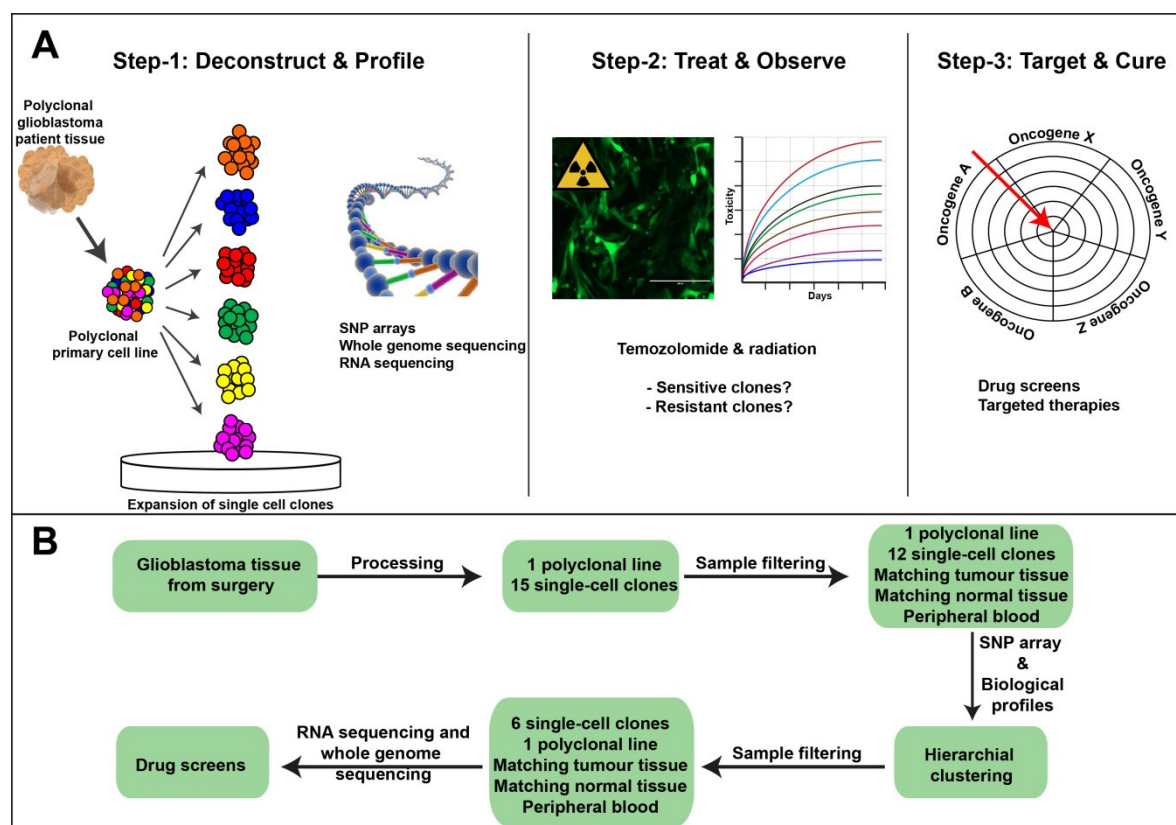 A
Step-1: Deconstruct & Profile
Polyclonal
glioblastoma
patient tissue
Polyclonal
primary cell line
SNP arrays
Whole genome sequencing
RNA sequencing
Expansion of single cell clones
Step-2: Treat & Observe
Toxicity
Days
Temozolomide & radiation
- Sensitive clones?
- Resistant clones?
Step-3: Target & Cure
Oncogene X
Oncogene A
Oncogene Y
Oncogene B
Oncogene Z
Drug screens
Targeted therapies
B
Glioblastoma tissue
from surgery
Processing
1 polyclonal line
15 single-cell clones
Sample filtering
1 polyclonal line
12 single-cell clones
Matching tumour tissue
Matching normal tissue
Peripheral blood
SNP array
&
Biological
profiles
Hierarchial
clustering
Sample filtering
6 single-cell clones
1 polyclonal line
Matching tumour tissue
Matching normal tissue
Peripheral blood
RNA sequencing and
whole genome
sequencing
Drug screens